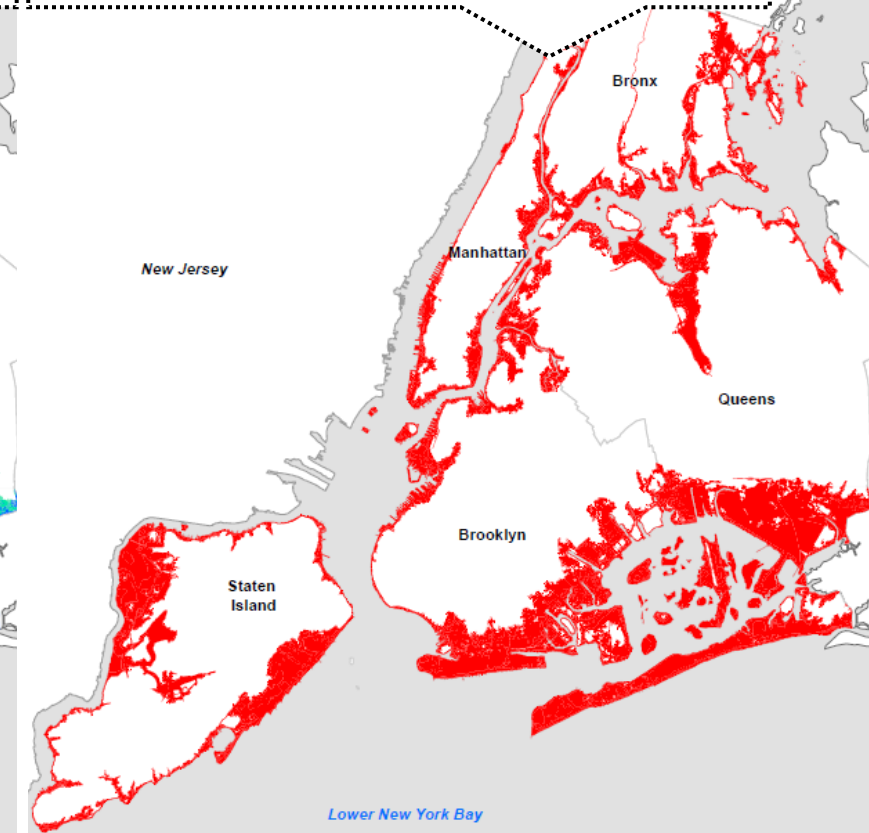 Bronx
Manhattan
New Jersey
Queens
Brooklyn
Staten
Island
Lower New York Bay